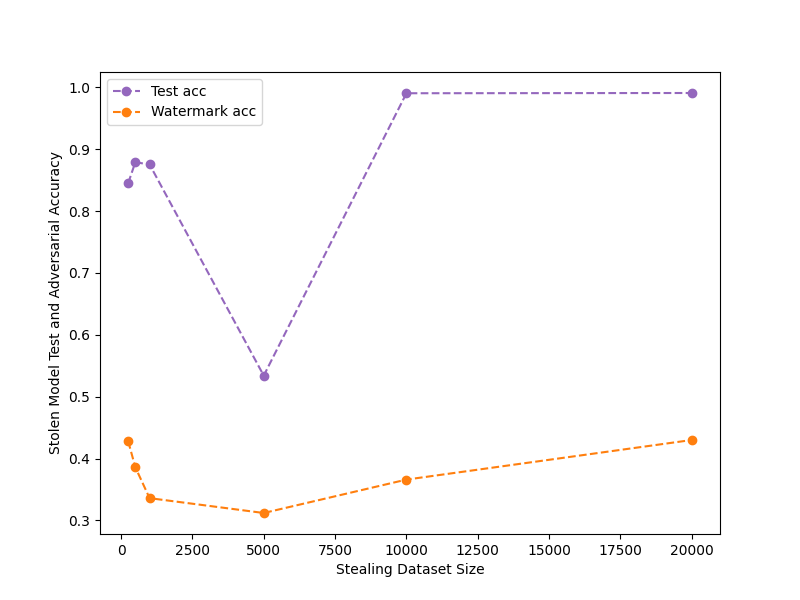 Test acc
Watermark acc
1.0
0.9
0.8
0.7
0.6
0.5
0.4
0.3
Stolen Model Test and Adversarial Accuracy
0 2500 5000 7500 10000 12500 15000 17500 20000
Stealing Dataset Size